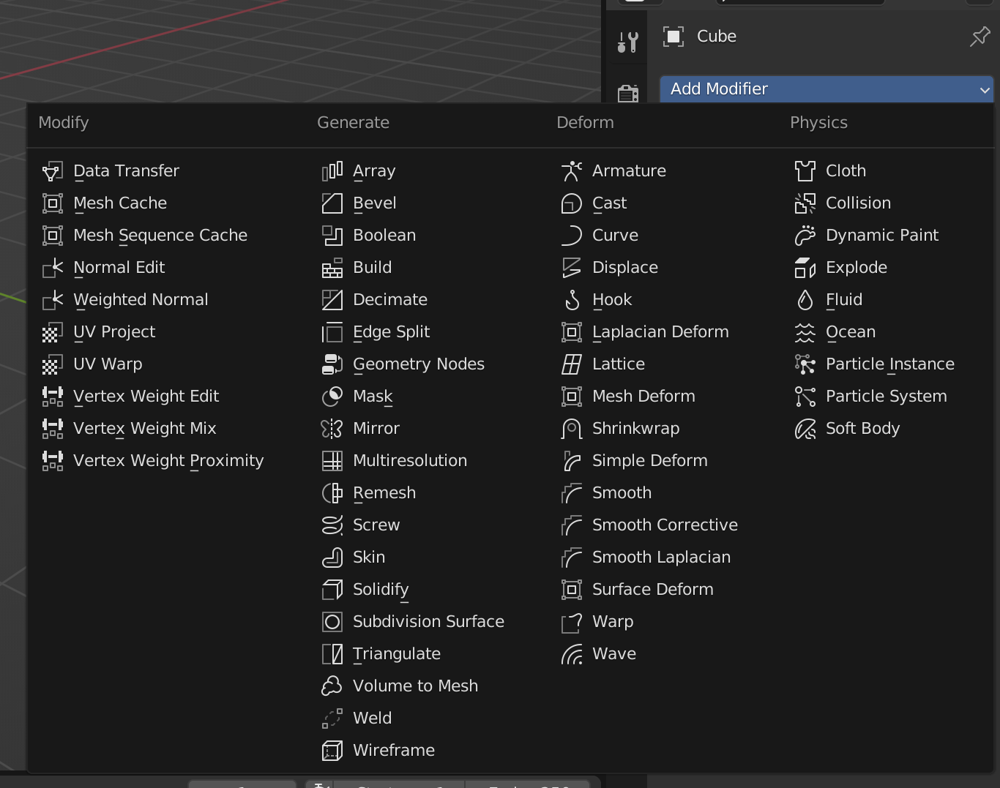 Cube
Add Modifier
Modify
Data Transfer
Mesh Cache
Mesh Sequence Cache
Normal Edit
Weighted Normal
UV Project
UV Warp
Vertex Weight Edit
Vertex Weight Mix
Vertex Weight Proximity
Generate
Array
Bevel
Boolean
Build
Decimate
Edge Split
Geometry Nodes
Mask
Mirror
Multiresolution
Remesh
Screw
Skin
Solidify
Subdivision Surface
Triangulate
Volume to Mesh
Weld
Wireframe
Deform
Armature
Cast
Curve
Displace
Hook
Laplacian Deform
Lattice
Mesh Deform
Shrinkwrap
Simple Deform
Smooth
Smooth Corrective
Smooth Laplacian
Surface Deform
Warp
Wave
Physics
Cloth
Collision
Dynamic Paint
Explode
Fluid
Ocean
Particle Instance
Particle System
Soft Body